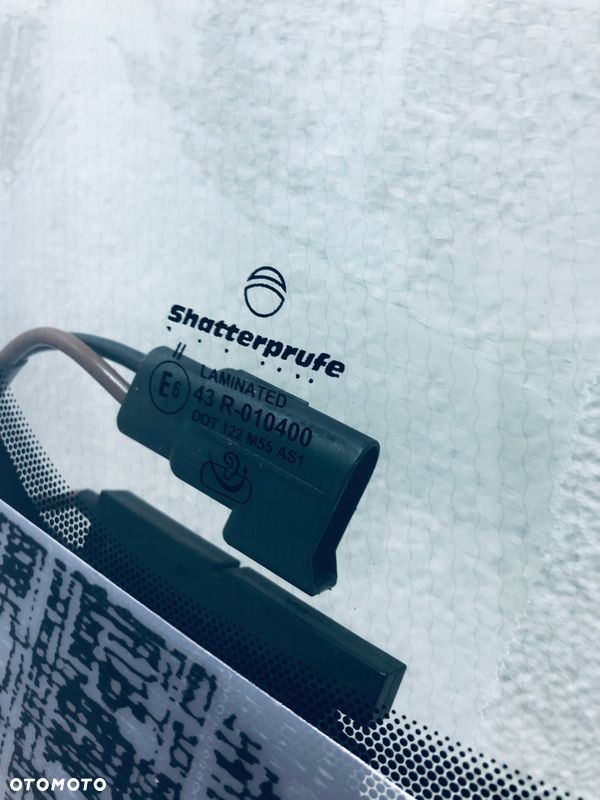 Shatterprufe
LAMINATED
E6 43 R-010400
DOT 122 M55 AS1
OTOMOTO